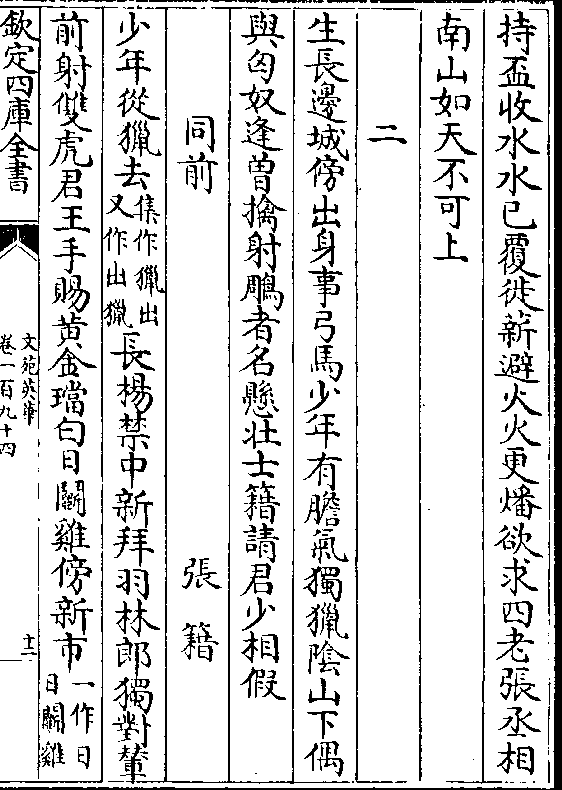 持盃收水水已覆徙薪避火火更燔欲求四老張丞相
南山如天不可上
二
生長邊城傍出身事弓馬少年有膽氣獨獵陰山下偶
與匈奴逢曽擒射鵰者名懸壮士籍請君少相假
同前 張籍
少年從獵去集作獵出又作出獵長楊禁中新拜羽林郎獨對輦
前射雙虎君王手賜黄金璫白日鬬雞傍新市一作日日鬬雞
欽定四庫全書
文苑英華
卷一百九十四
十二